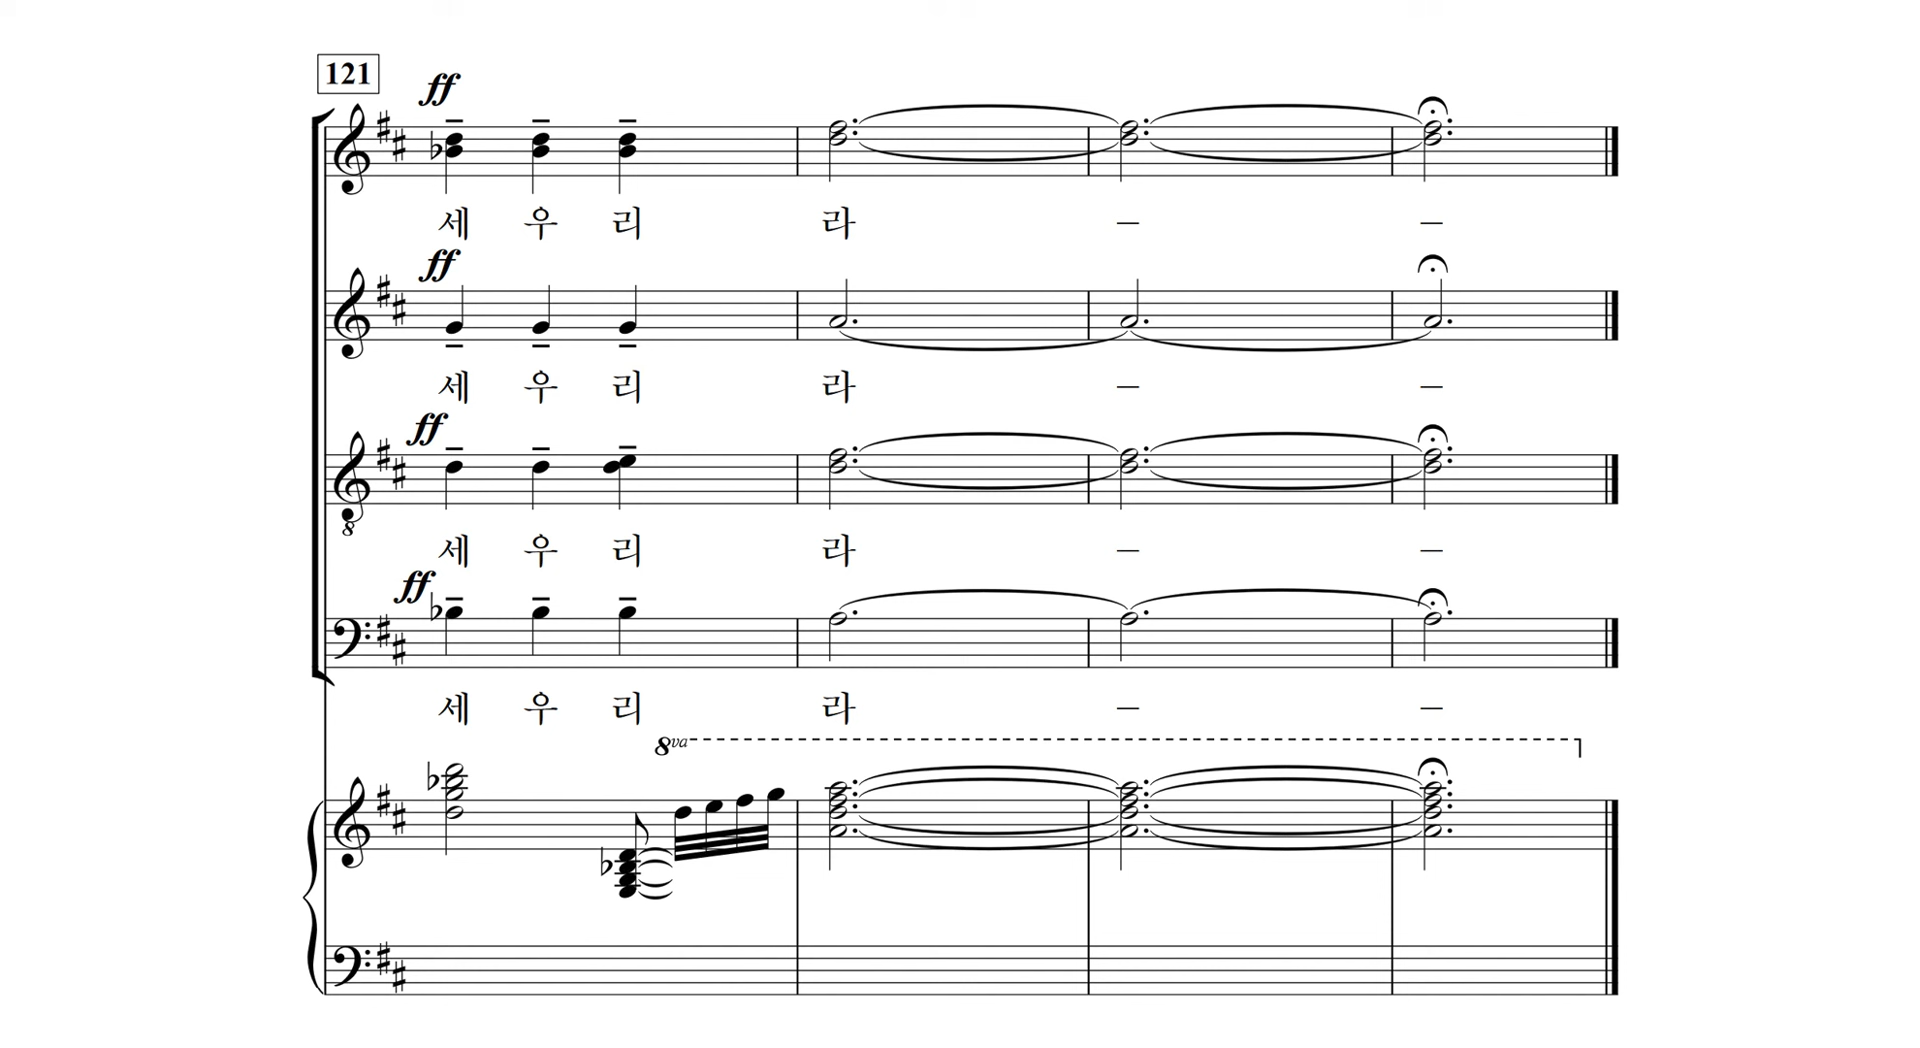 121
ff
세 우 리 라 – –
ff
세 우 리 라 – –
ff
8
세 우 리 라 – –
ff
세 우 리 라 – –
8va